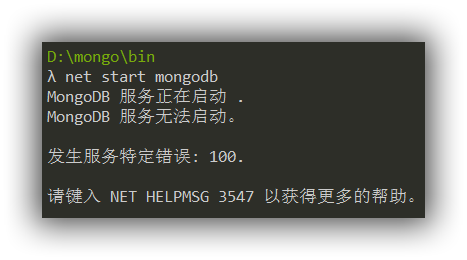 D:\mongo\bin
λ net start mongodb
MongoDB 服务正在启动 .
MongoDB 服务无法启动。
发生服务特定错误: 100.
请键入 NET HELPMSG 3547 以获得更多的帮助。